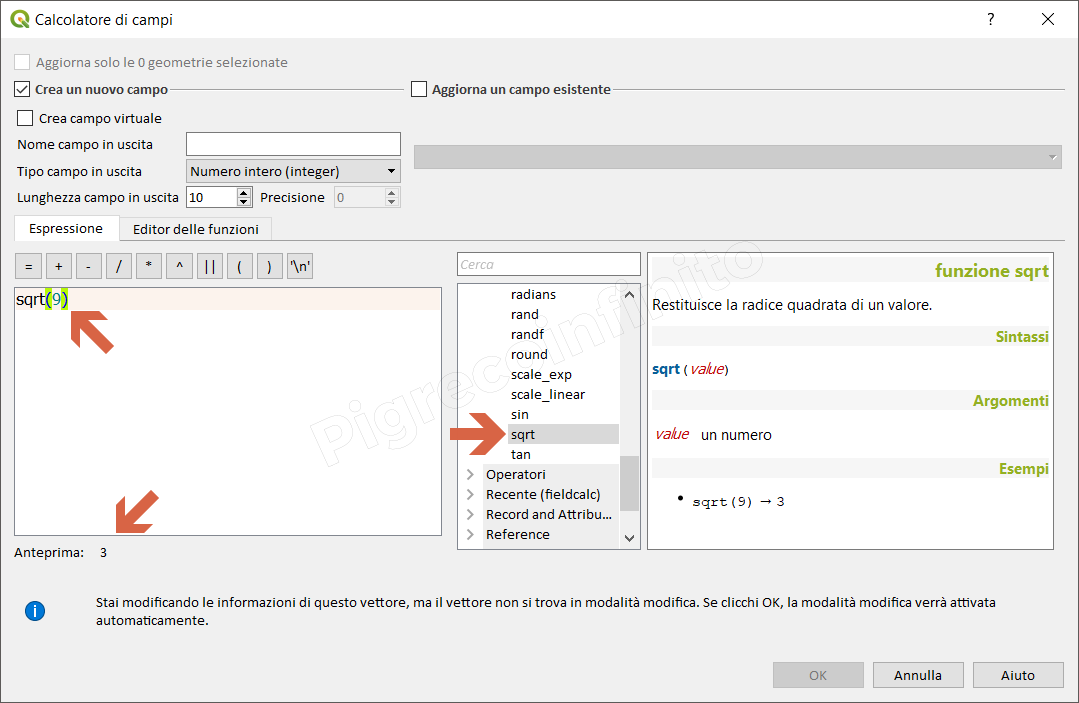 Calcolatore di campi
?
Aggiorna solo le 0 geometrie selezionate
Crea un nuovo campo
Aggiorna un campo esistente
Crea campo virtuale
Nome campo in uscita
Tipo campo in uscita
Numero intero (integer)
Lunghezza campo in uscita
10
Precisione
0
Espressione
Editor delle funzioni
= + - / * ^ || ( ) '\n'
sqrt(9)
Anteprima: 3
Cerca
radians
rand
randf
round
scale_exp
scale_linear
sin
sqrt
tan
Operatori
Recente (fieldcalc)
Record and Attribu...
Reference
funzione sqrt
Restituisce la radice quadrata di un valore.
Sintassi
sqrt (value)
Argomenti
value un numero
Esempi
• sqrt(9) → 3
Pigrecoinfinito
Stai modificando le informazioni di questo vettore, ma il vettore non si trova in modalità modifica. Se clicchi OK, la modalità modifica verrà attivata
automaticamente.
OK
Annulla
Aiuto